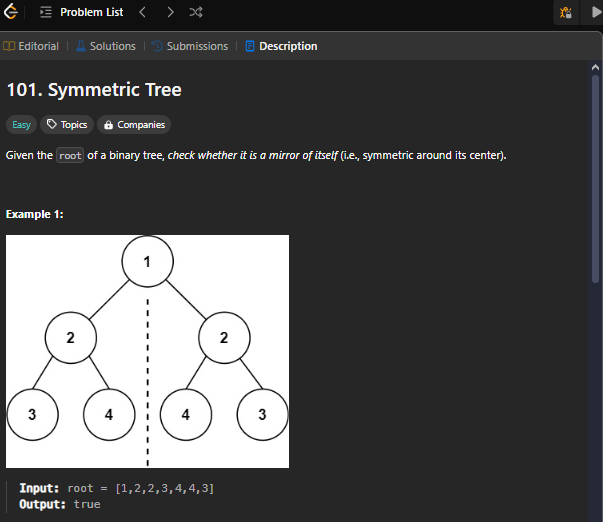 Problem List
Editorial | Solutions | Submissions | Description
101. Symmetric Tree
Easy Topics Companies
Given the root of a binary tree, check whether it is a mirror of itself (i.e., symmetric around its center).
Example 1:
1
2 2
3 4 4 3
Input: root = [1,2,2,3,4,4,3]
Output: true